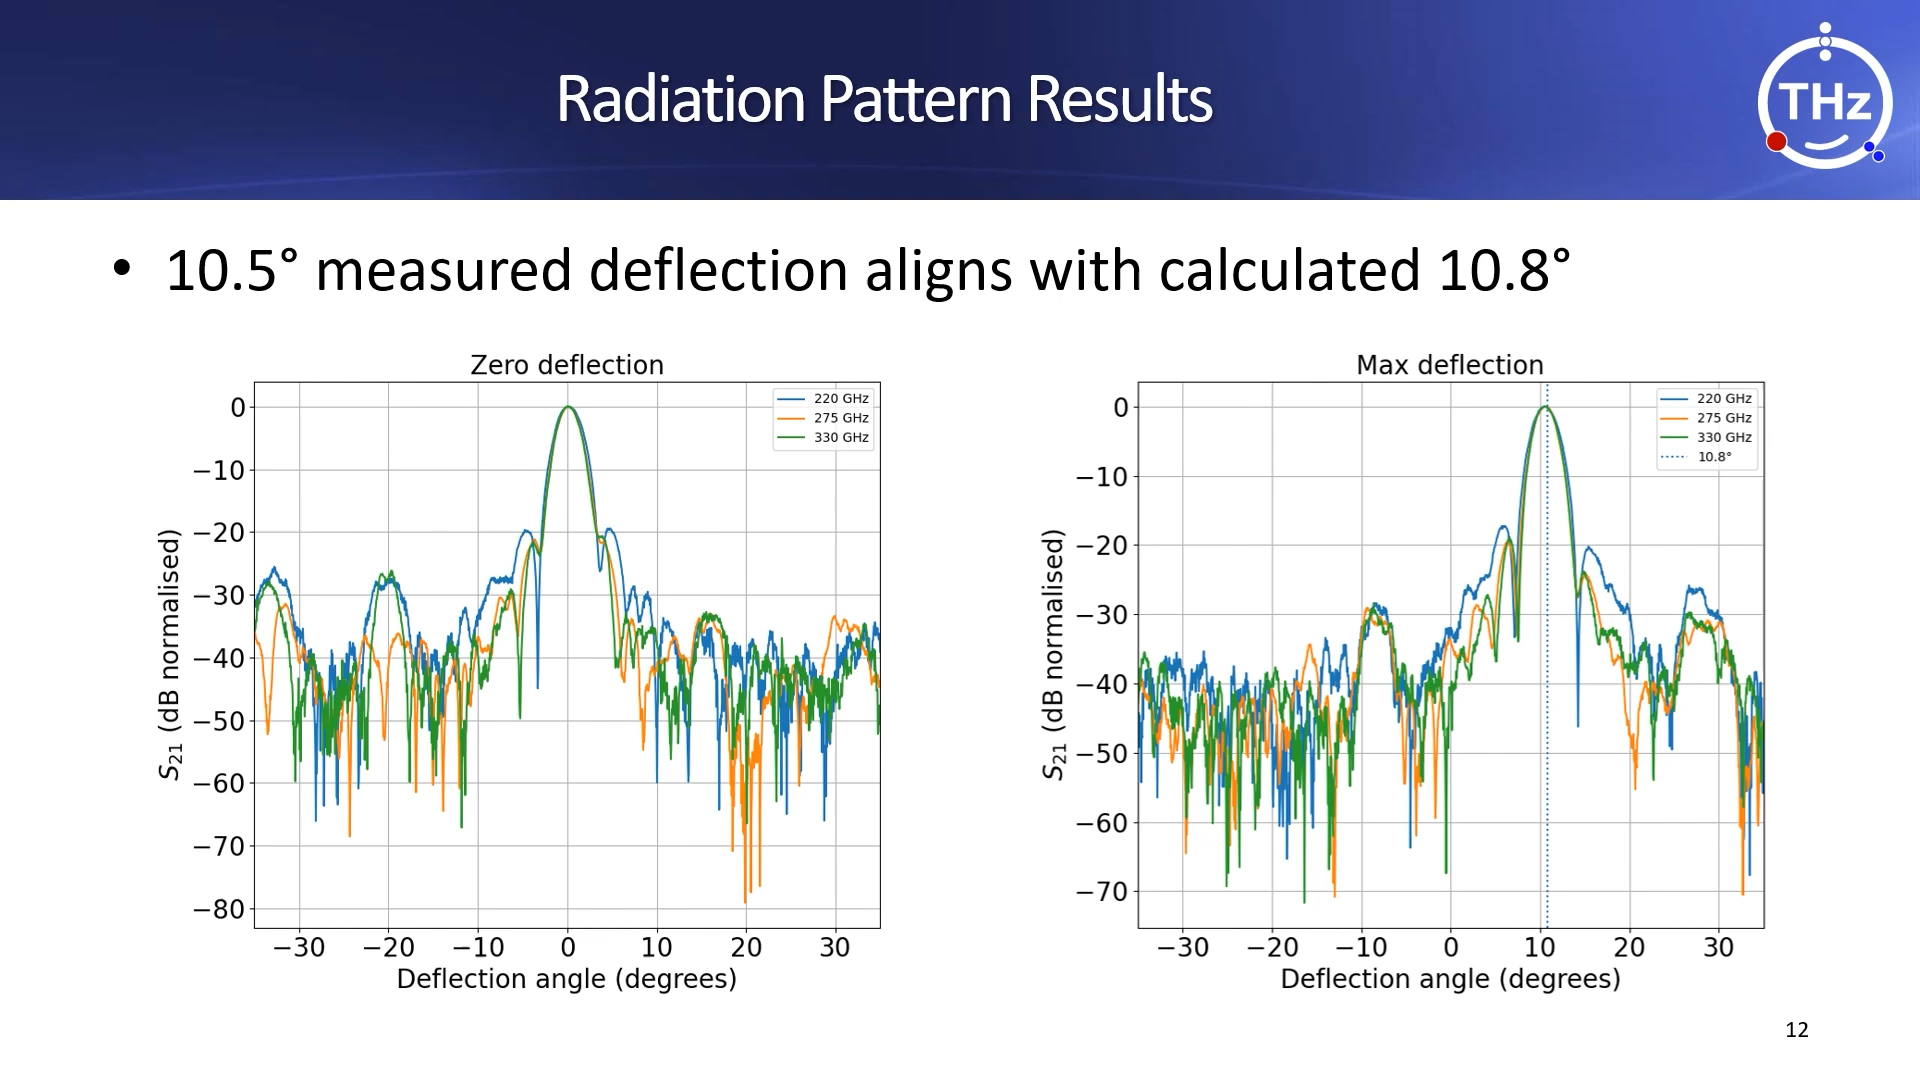 Radiation Pattern Results
THz
• 10.5° measured deflection aligns with calculated 10.8°
Zero deflection
220 GHz
275 GHz
330 GHz
0
−10
−20
−30
−40
−50
−60
−70
−80
S21 (dB normalised)
−30 −20 −10 0 10 20 30
Deflection angle (degrees)
Max deflection
220 GHz
275 GHz
330 GHz
10.8°
0
−10
−20
−30
−40
−50
−60
−70
S21 (dB normalised)
−30 −20 −10 0 10 20 30
Deflection angle (degrees)
12